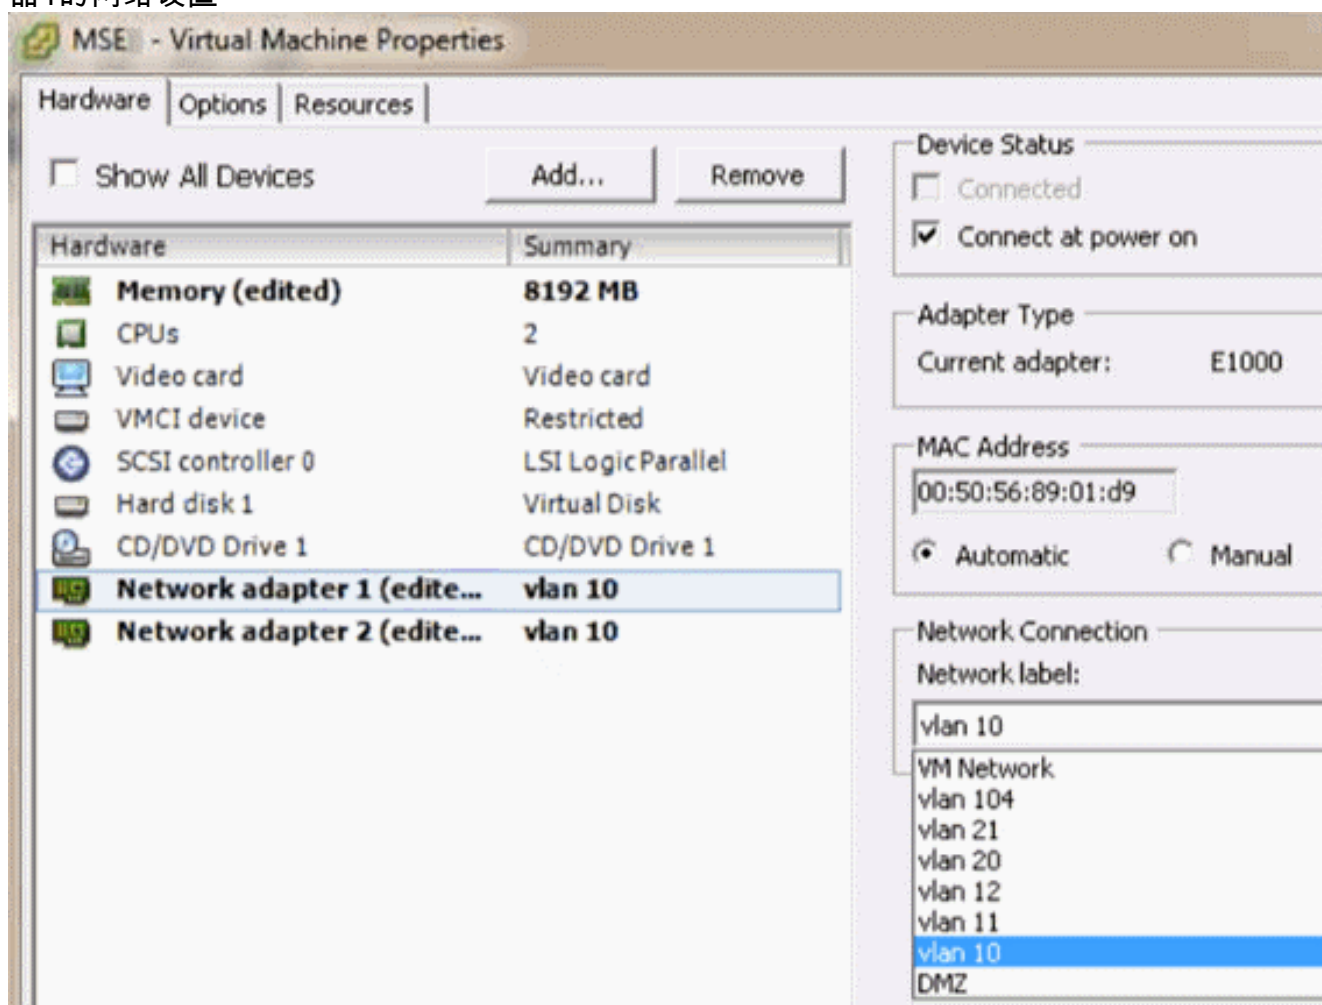 MSE - Virtual Machine Properties
Hardware Options Resources
Show All Devices Add... Remove
Hardware Summary
Memory (edited) 8192 MB
CPUs 2
Video card Video card
VMCI device Restricted
SCSI controller 0 LSI Logic Parallel
Hard disk 1 Virtual Disk
CD/DVD Drive 1 CD/DVD Drive 1
Network adapter 1 (edite... vlan 10
Network adapter 2 (edite... vlan 10
Device Status
Connected
Connect at power on
Adapter Type
Current adapter: E1000
MAC Address
00:50:56:89:01:d9
Automatic Manual
Network Connection
Network label:
vlan 10
VM Network
vlan 104
vlan 21
vlan 20
vlan 12
vlan 11
vlan 10
DMZ